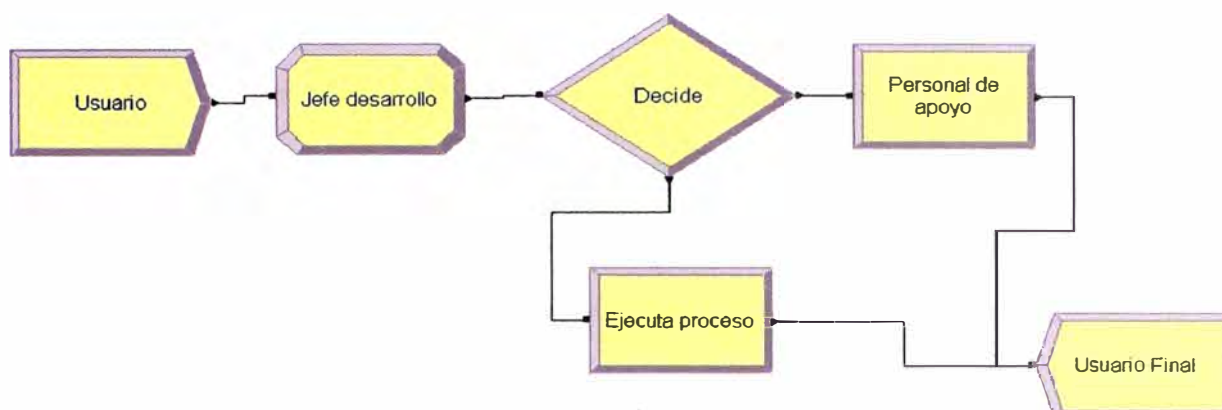 Usuario
Jefe desarrollo
Decide
Personal de
apoyo
Ejecuta proceso
Usuario Final